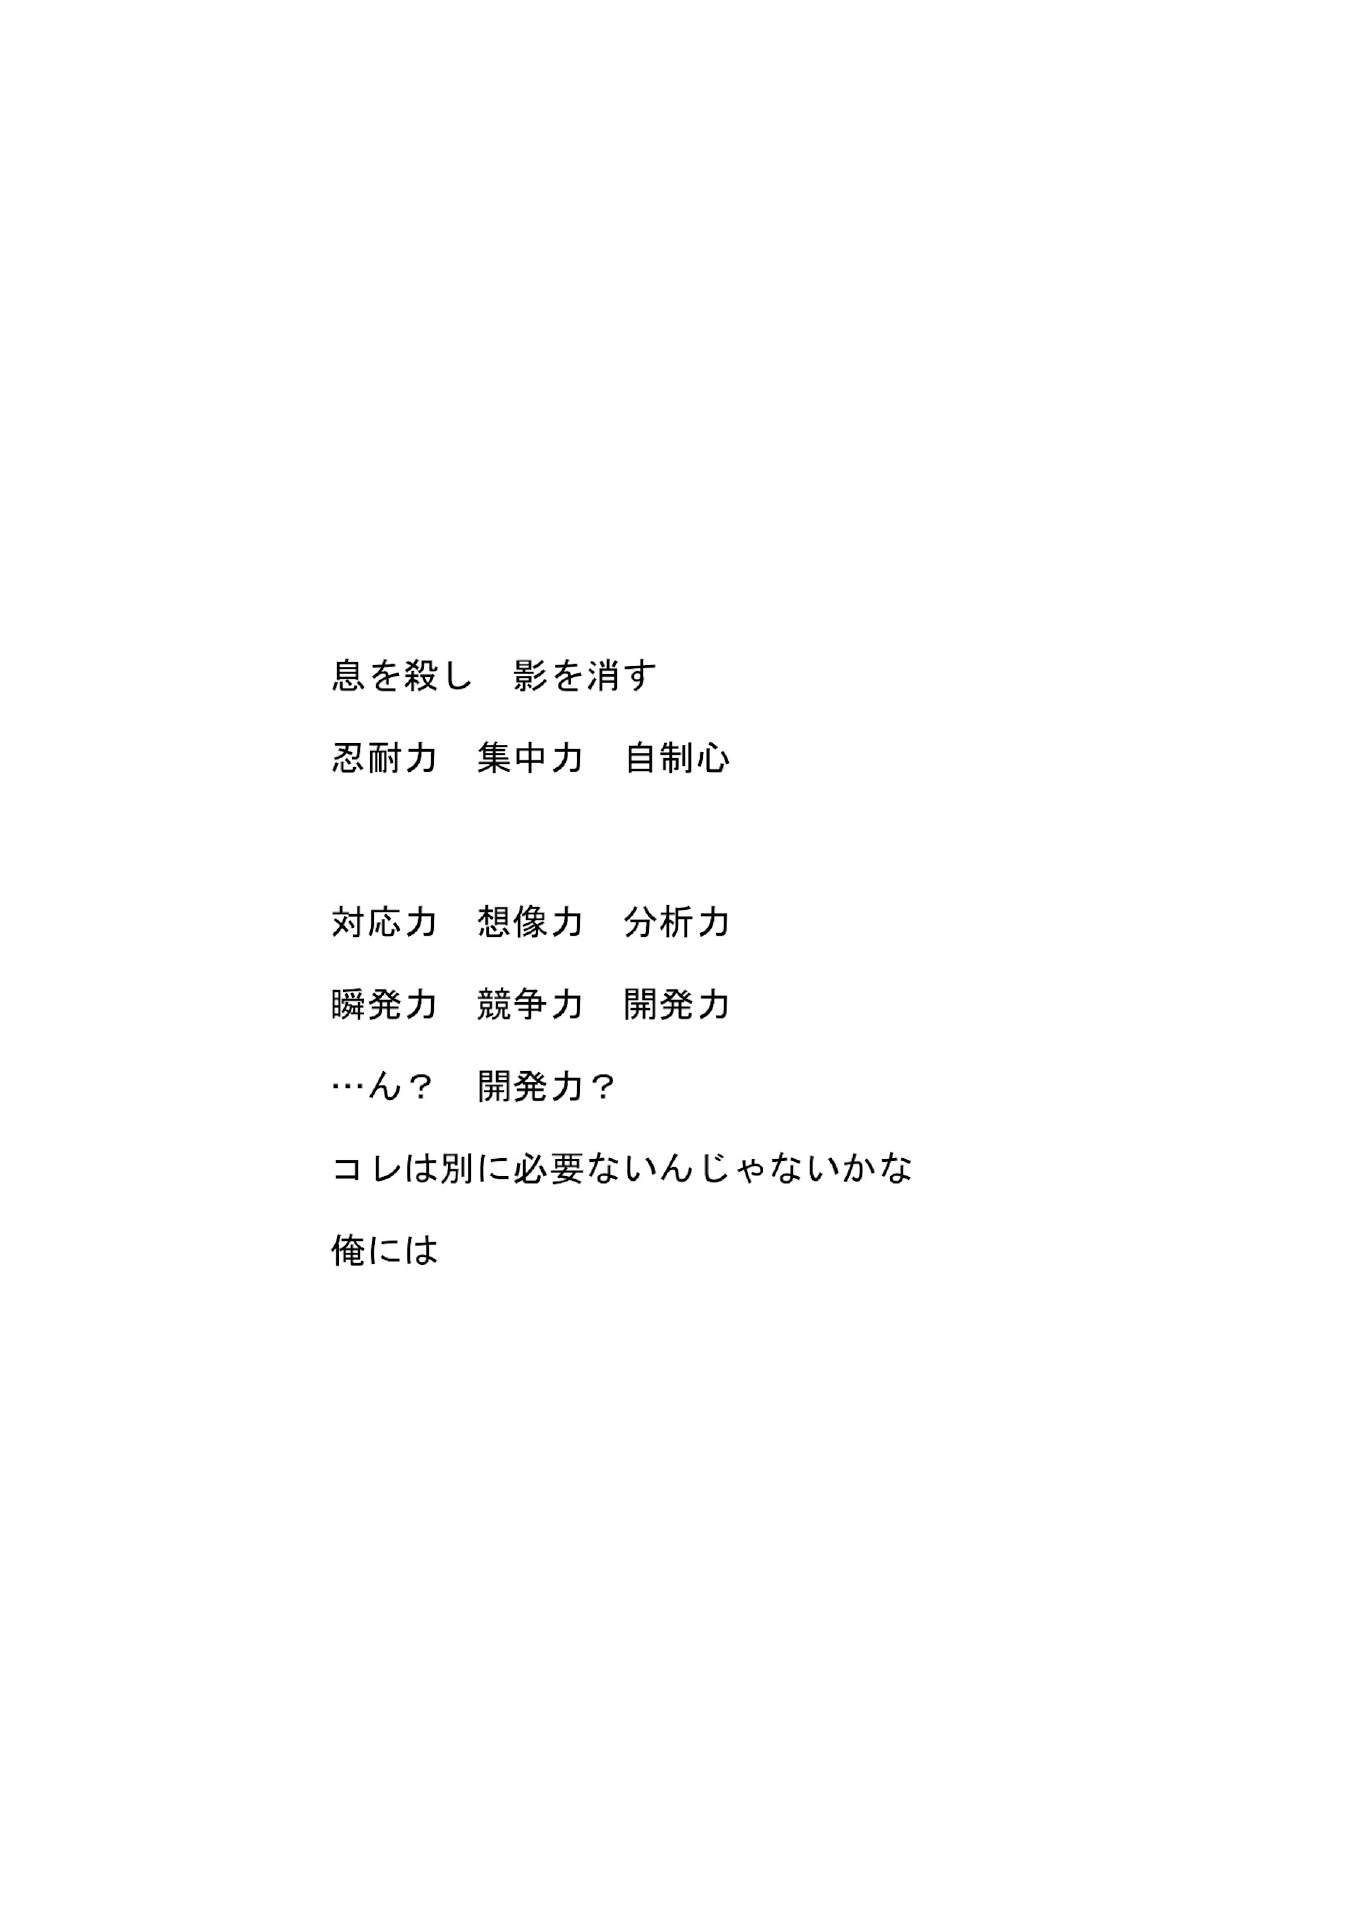 息を殺し　影を消す
忍耐力　集中力　自制心
対応力　想像力　分析力
瞬発力　競争力　開発力
…ん？　開発力？
コレは別に必要ないんじゃないかな
俺には